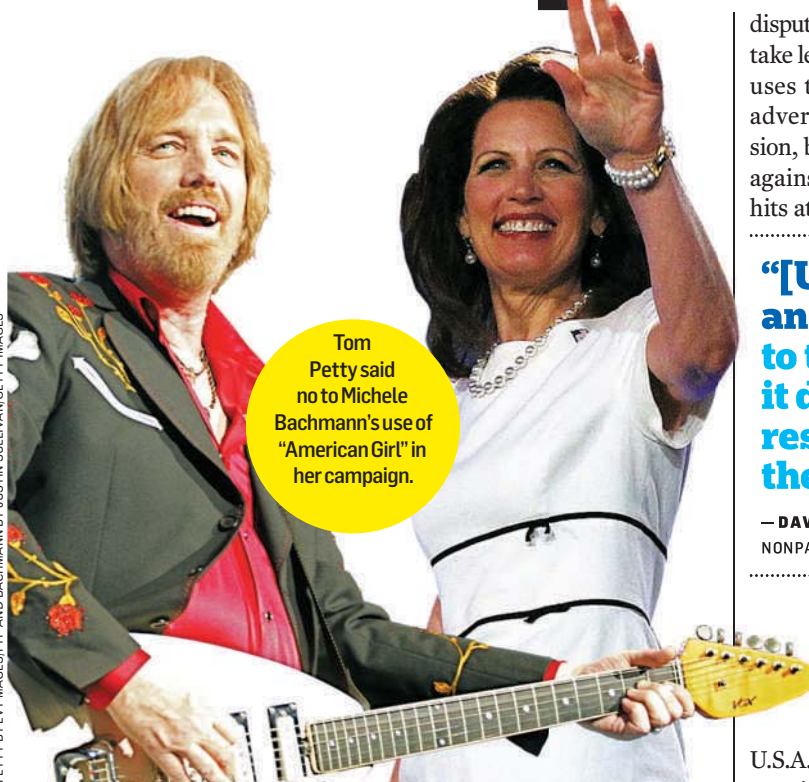 disput
take le
uses t
adver
sion, b
agains
hits at
“[U
an
to t
it d
res
the
— DAV
NONPA
U.S.A.
Tom
Petty said
no to Michele
Bachmann’s use of
“American Girl” in
her campaign.
VOX